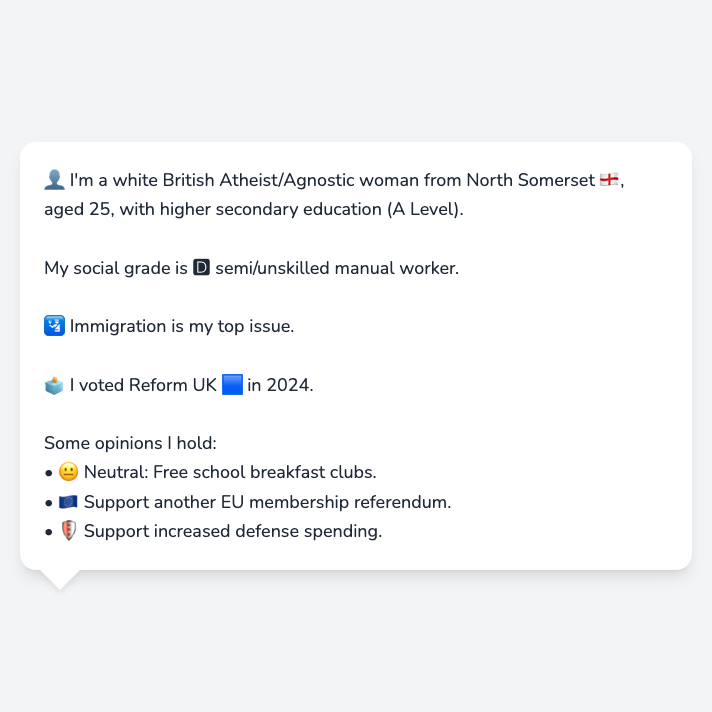 👤 I'm a white British Atheist/Agnostic woman from North Somerset 🏴󠁧󠁢󠁥󠁮󠁧󠁿,
aged 25, with higher secondary education (A Level).
My social grade is 🅳 semi/unskilled manual worker.
🛂 Immigration is my top issue.
🗳️ I voted Reform UK 🟦 in 2024.
Some opinions I hold:
• 😐 Neutral: Free school breakfast clubs.
• 🇪🇺 Support another EU membership referendum.
• 🛡️ Support increased defense spending.